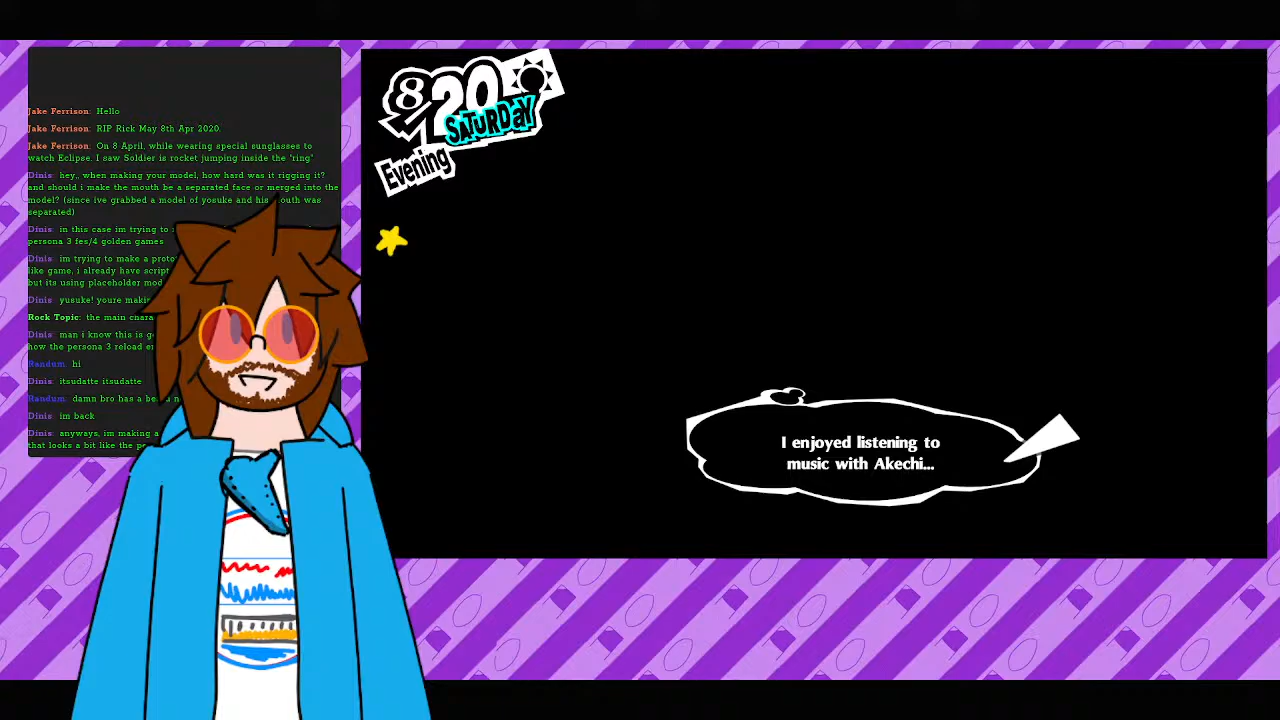 Jake Ferrison: Hello
Jake Ferrison: RIP Rick May 8th Apr 2020.
Jake Ferrison: On 8 April, while wearing special sunglasses to
watch Eclipse. I saw Soldier is rocket jumping inside the "ring"
Dinis: hey,, when making your model, how hard was it rigging it?
and should i make the mouth be a separated face or merged into the
model? (since ive grabbed a model of yosuke and his mouth was
separated)
Dinis: in this case im trying to
persona 3 fes/4 golden games
Dinis: im trying to make a
like game, i already have
but its using placeholder
Dinis: yusuke! youre
Rock Topic: the main
Dinis: man i know this is
how the persona 3 reload
Randum: hi
Dinis: itsudatte itsudatte
Randum: damn bro has a
Dinis: im back
Dinis: anyways, im making a
that looks a bit like the
8/20
SATURDAY
Evening
I enjoyed listening to
music with Akechi...